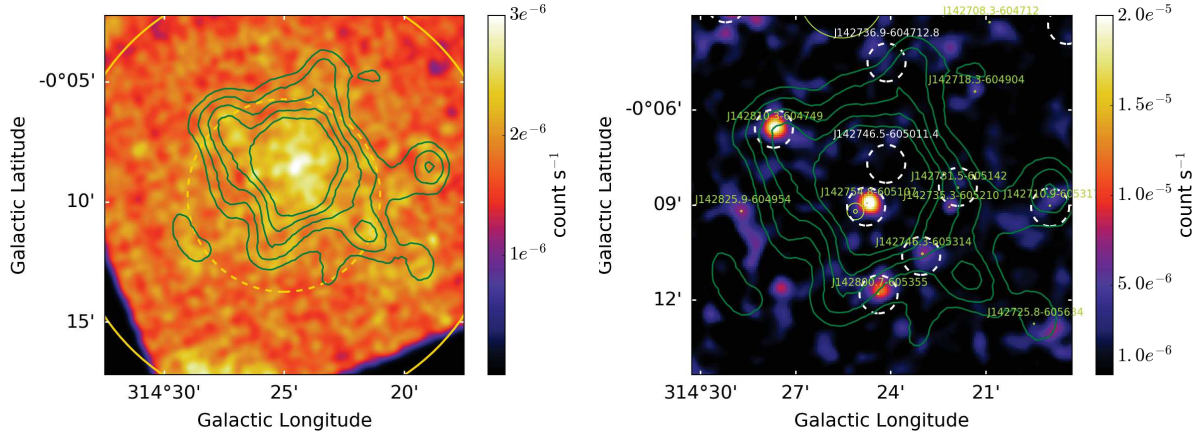 3e⁻⁶
2e⁻⁶
1e⁻⁶
count s⁻¹
-0°05'
10'
15'
Galactic Latitude
314°30'
25'
20'
Galactic Longitude
J142708.3-604712
J142736.9-604712.8
J142718.3-604904
J142810.3-604749
J142746.5-605011.4
J142731.5-605142
J142735.3-605210
J142825.9-604954
J142746.3-605314
J142725.8-605634
-0°06'
09'
12'
Galactic Latitude
314°30'
27'
24'
21'
Galactic Longitude
2.0e⁻⁵
1.5e⁻⁵
1.0e⁻⁵
5.0e⁻⁶
1.0e⁻⁶
count s⁻¹